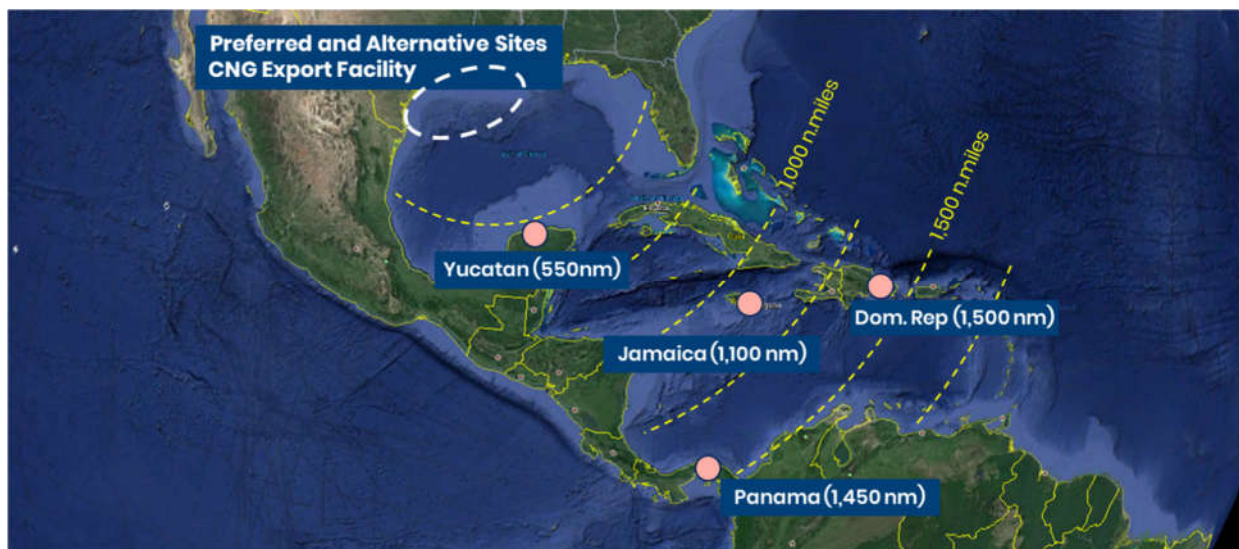 Preferred and Alternative Sites
CNG Export Facility
1,000 n.miles
1,500 n.miles
Yucatan (550nm)
Dom. Rep (1,500 nm)
Jamaica (1,100 nm)
Panama (1,450 nm)